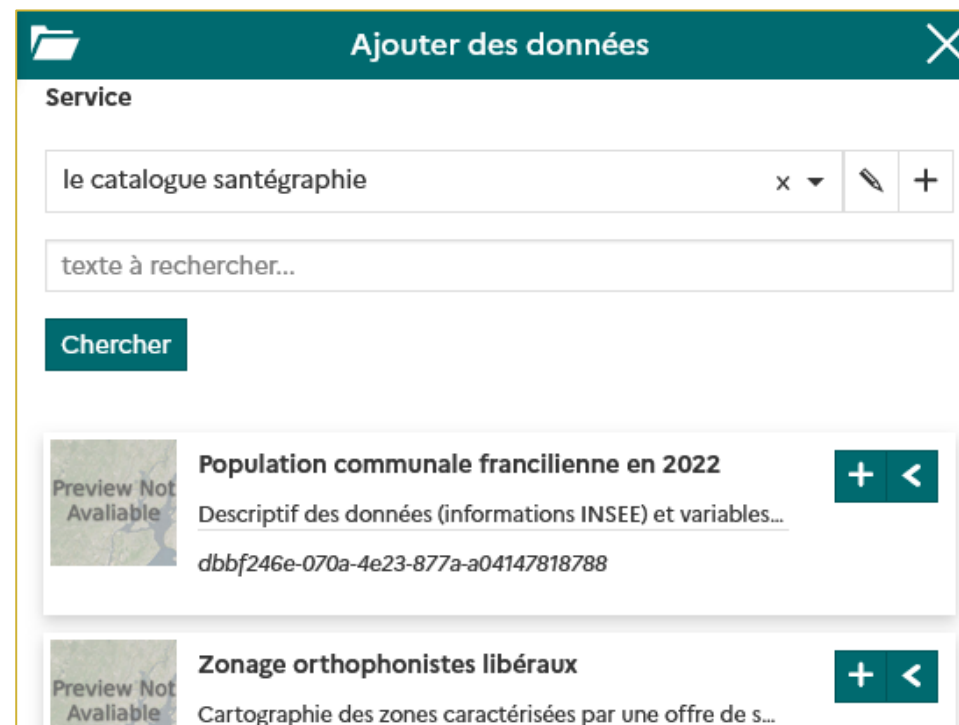 Ajouter des données
Service
le catalogue santégraphie
texte à rechercher...
Chercher
Preview Not
Avaliable
Population communale francilienne en 2022
Descriptif des données (informations INSEE) et variables...
dbbf246e-070a-4e23-877a-a04147818788
Preview Not
Avaliable
Zonage orthophonistes libéraux
Cartographie des zones caractérisées par une offre de s...